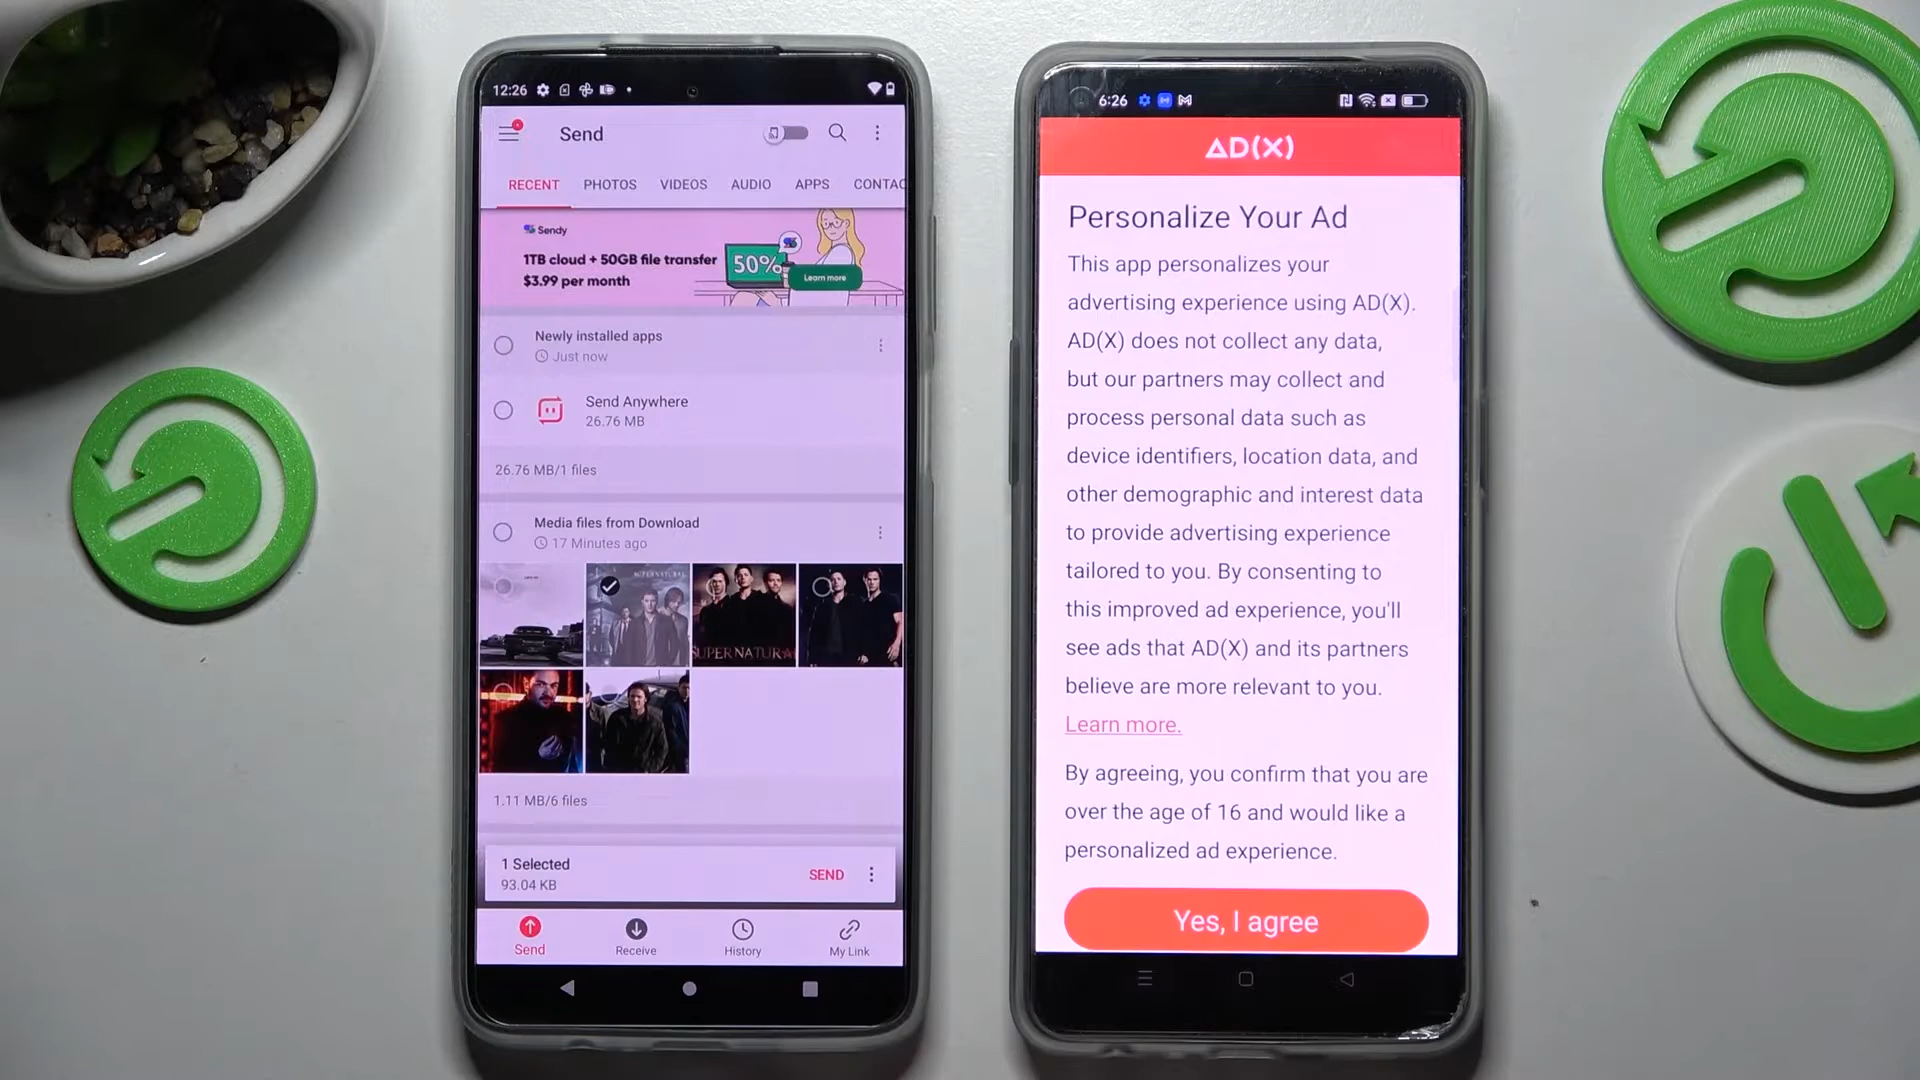 12:26
Send
RECENT PHOTOS VIDEOS AUDIO APPS CONTAC
Sendy
1TB cloud + 50GB file transfer
$3.99 per month
50%
Learn more
Newly installed apps
Just now
Send Anywhere
26.76 MB
26.76 MB/1 files
Media files from Download
17 Minutes ago
SUPERNATURAL
SUPERNATURAL
1.11 MB/6 files
1 Selected
93.04 KB
SEND
Send Receive History My Link
6:26
AD(X)
Personalize Your Ad
This app personalizes your
advertising experience using AD(X).
AD(X) does not collect any data,
but our partners may collect and
process personal data such as
device identifiers, location data, and
other demographic and interest data
to provide advertising experience
tailored to you. By consenting to
this improved ad experience, you'll
see ads that AD(X) and its partners
believe are more relevant to you.
Learn more.
By agreeing, you confirm that you are
over the age of 16 and would like a
personalized ad experience.
Yes, I agree